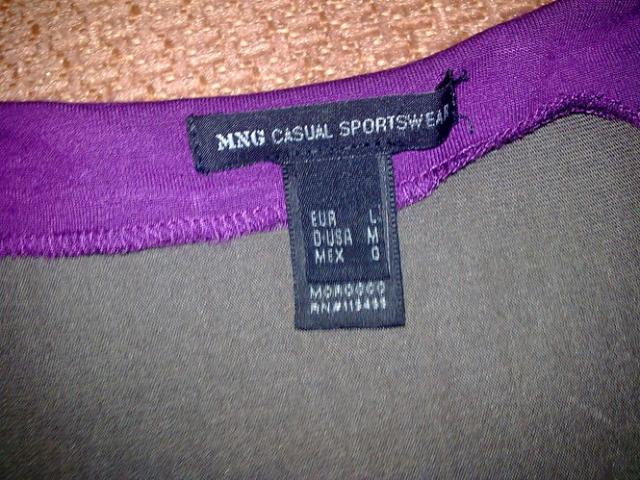 MNG CASUAL SPORTSWEAR
EUR L
D-USA M
MEX G
MOROCCO